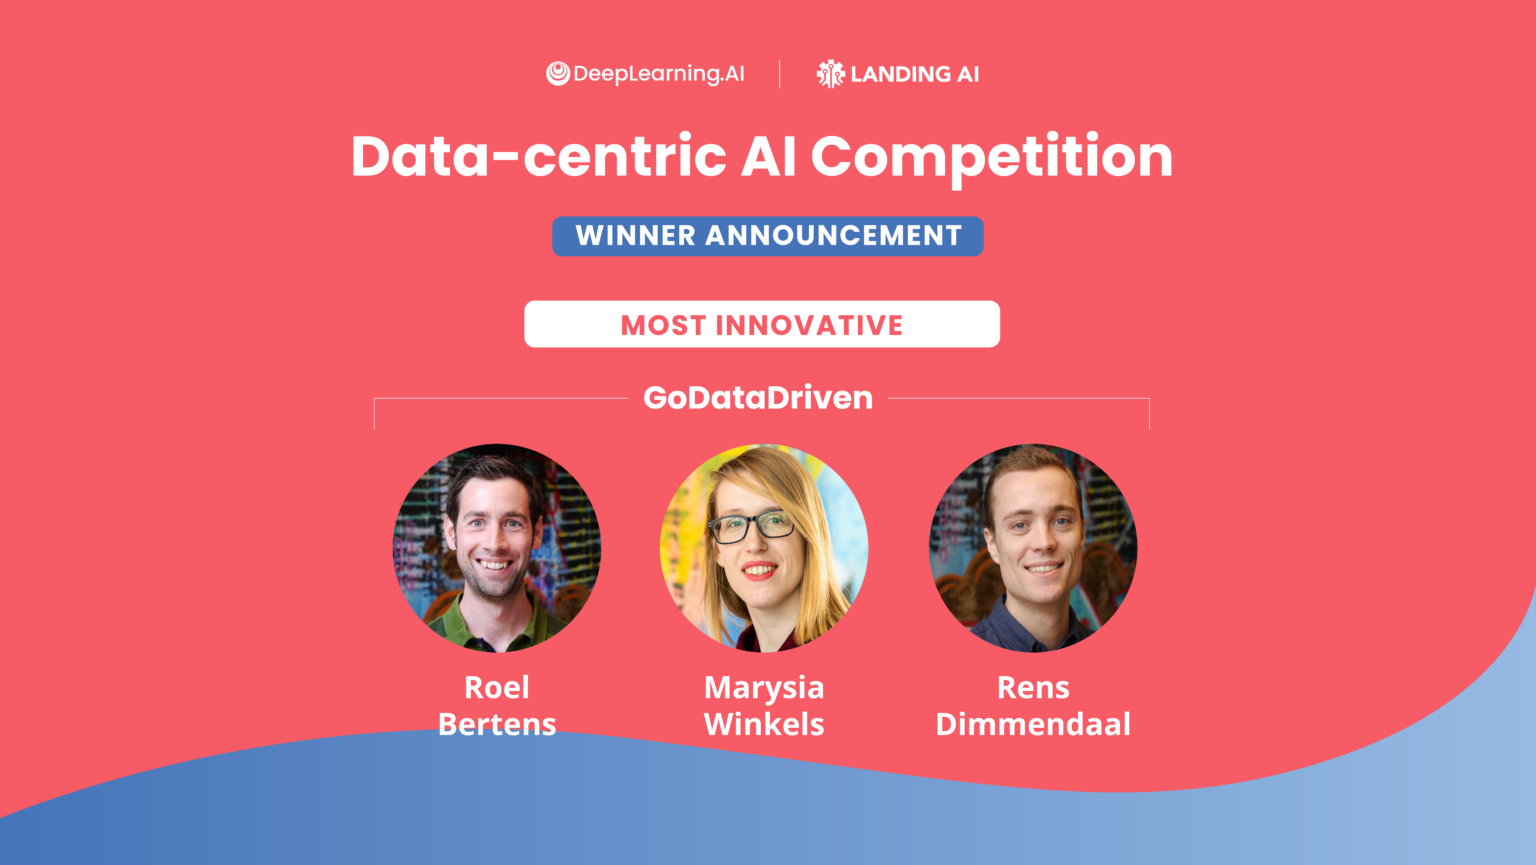 DeepLearning.AI | LANDING AI
Data-centric AI Competition
WINNER ANNOUNCEMENT
MOST INNOVATIVE
GoDataDriven
Roel
Bertens
Marysia
Winkels
Rens
Dimmendaal